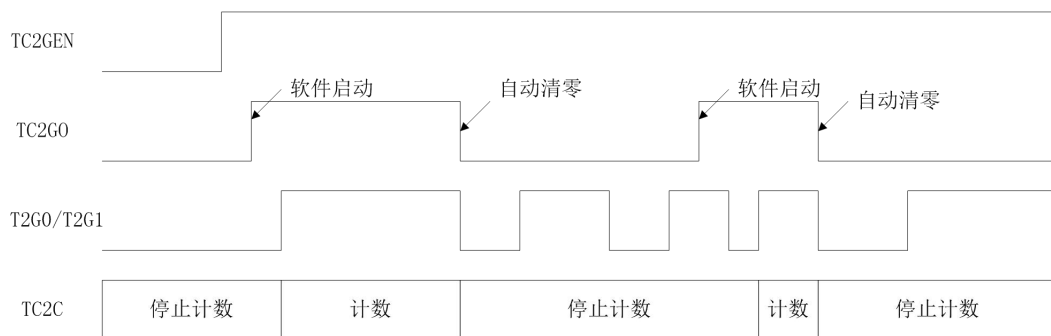 TC2GEN
软件启动
自动清零
软件启动
自动清零
TC2GO
T2G0/T2G1
TC2C
停止计数
计数
停止计数
计数
停止计数